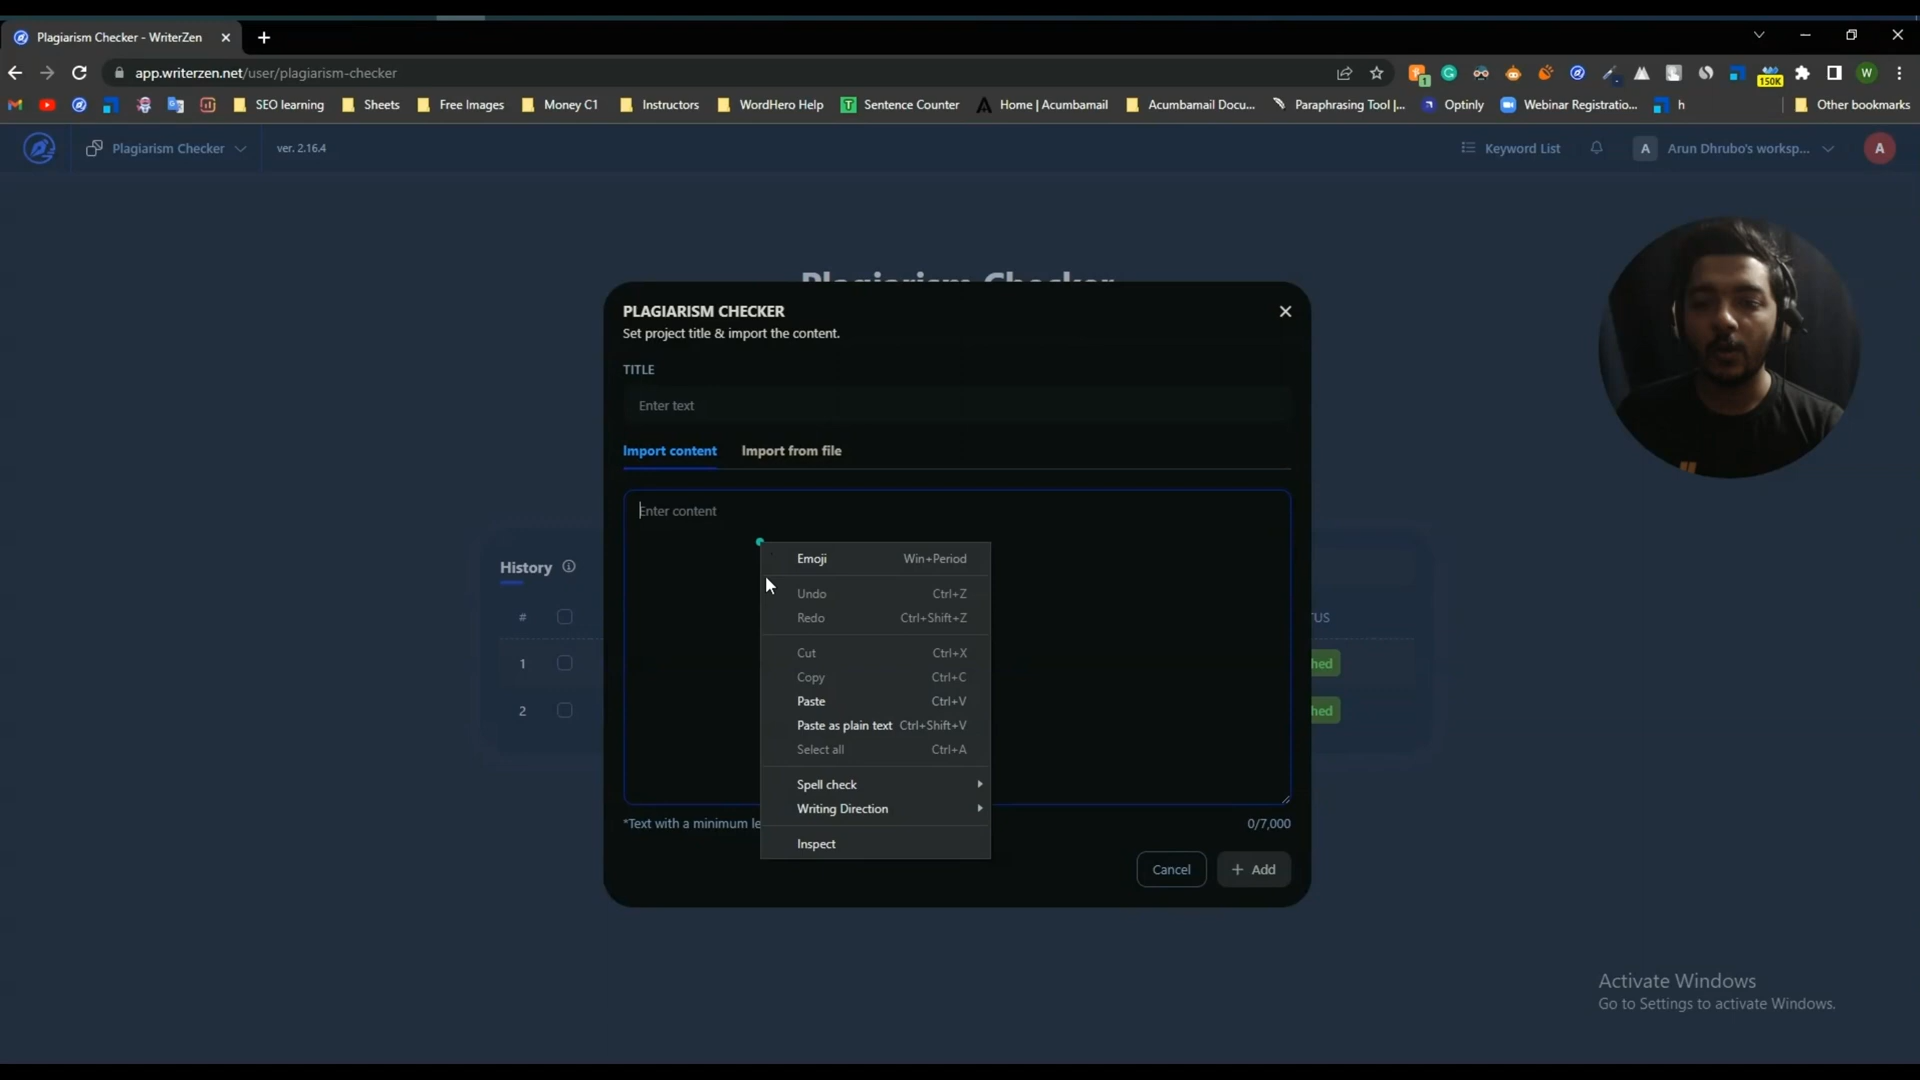 Plagiarism Checker - WriterZen
app.writerzen.net/user/plagiarism-checker
1
150K
W
SEO learning
Sheets
Free Images
Money C1
Instructors
WordHero Help
T
Sentence Counter
Home | Acumbamail
Acumbamail Docu...
Paraphrasing Tool |...
Optinly
Webinar Registratio...
h
Other bookmarks
Plagiarism Checker
ver. 2.16.4
Keyword List
A
Arun Dhrubo's worksp...
A
Plagiarism Checker
PLAGIARISM CHECKER
Set project title & import the content.
TITLE
Enter text
Import content
Import from file
Enter content
Emoji Win+Period
Undo Ctrl+Z
Redo Ctrl+Shift+Z
Cut Ctrl+X
Copy Ctrl+C
Paste Ctrl+V
Paste as plain text Ctrl+Shift+V
Select all Ctrl+A
Spell check
Writing Direction
Inspect
*Text with a minimum le
0/7,000
Cancel
+ Add
History
#
TUS
1
hed
2
hed
Activate Windows
Go to Settings to activate Windows.